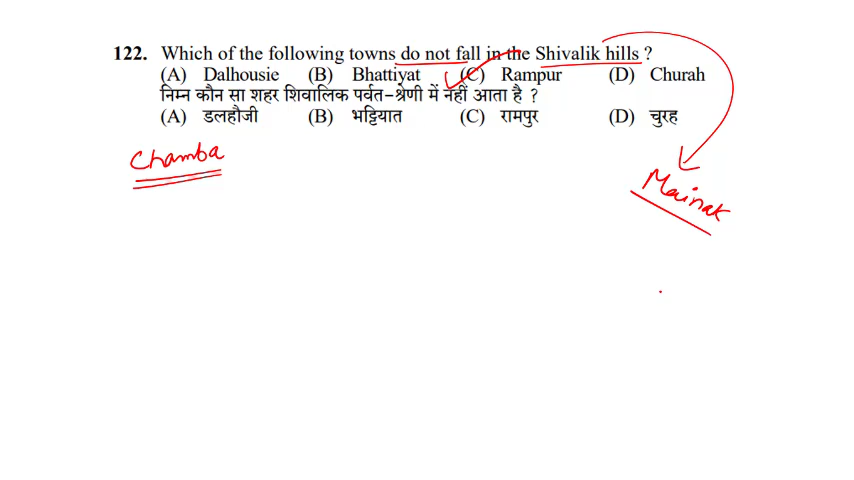 122. Which of the following towns do not fall in the Shivalik hills ?
(A) Dalhousie (B) Bhattiyat (C) Rampur (D) Churah
निम्न कौन सा शहर शिवालिक पर्वत-श्रेणी में नहीं आता है ?
(A) डलहौजी (B) भट्टियात (C) रामपुर (D) चुरह
Chamba
Mainak